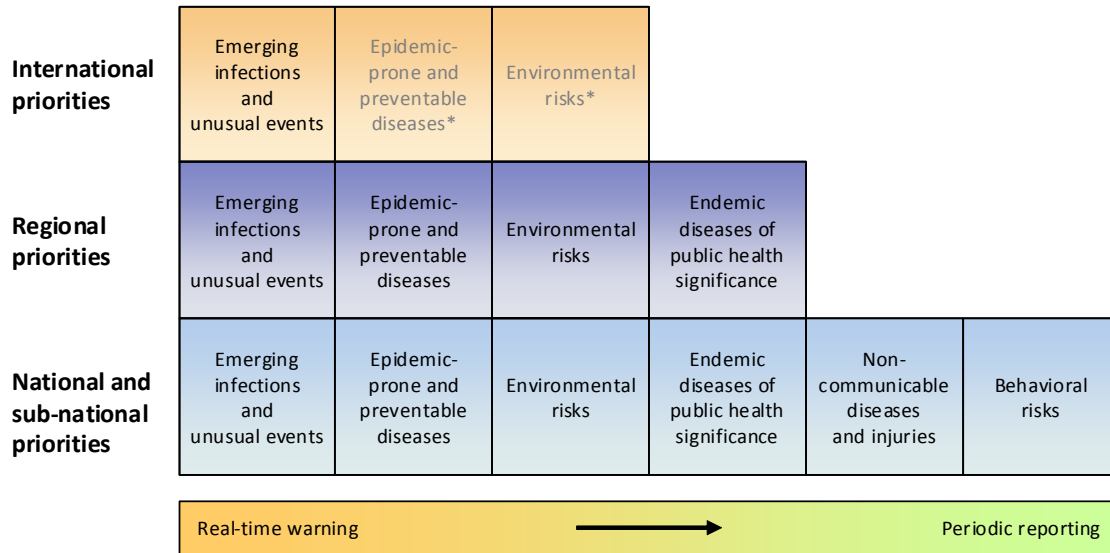 International
priorities
Emerging
infections
and
unusual events
Epidemic-
prone and
preventable
diseases*
Environmental
risks*
Regional
priorities
Emerging
infections
and
unusual events
Epidemic-
prone and
preventable
diseases
Environmental
risks
Endemic
diseases of
public health
significance
National and
sub-national
priorities
Emerging
infections
and
unusual events
Epidemic-
prone and
preventable
diseases
Environmental
risks
Endemic
diseases of
public health
significance
Non-
communicable
diseases
and injuries
Behavioral
risks
Real-time warning
Periodic reporting